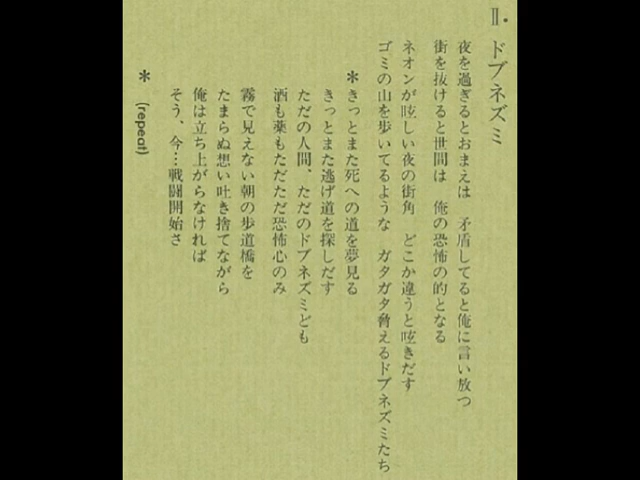 II. ドブネズミ
夜を過ぎるとおまえは 矛盾してると俺に言い放つ
街を抜けると世間は 俺の恐怖の的となる
ネオンが眩しい夜の街角 どこか違うと呟きだす
ゴミの山を歩いてるような ガタガタ脅えるドブネズミたち
＊きっとまた死への道を夢見る
きっとまた逃げ道を探しだす
ただの人間、ただのドブネズミども
酒も薬もただただ恐怖心のみ
霧で見えない朝の歩道橋を
たまらぬ想い吐き捨てながら
俺は立ち上がらなければ
そう、今…戦闘開始さ
＊ (repeat)